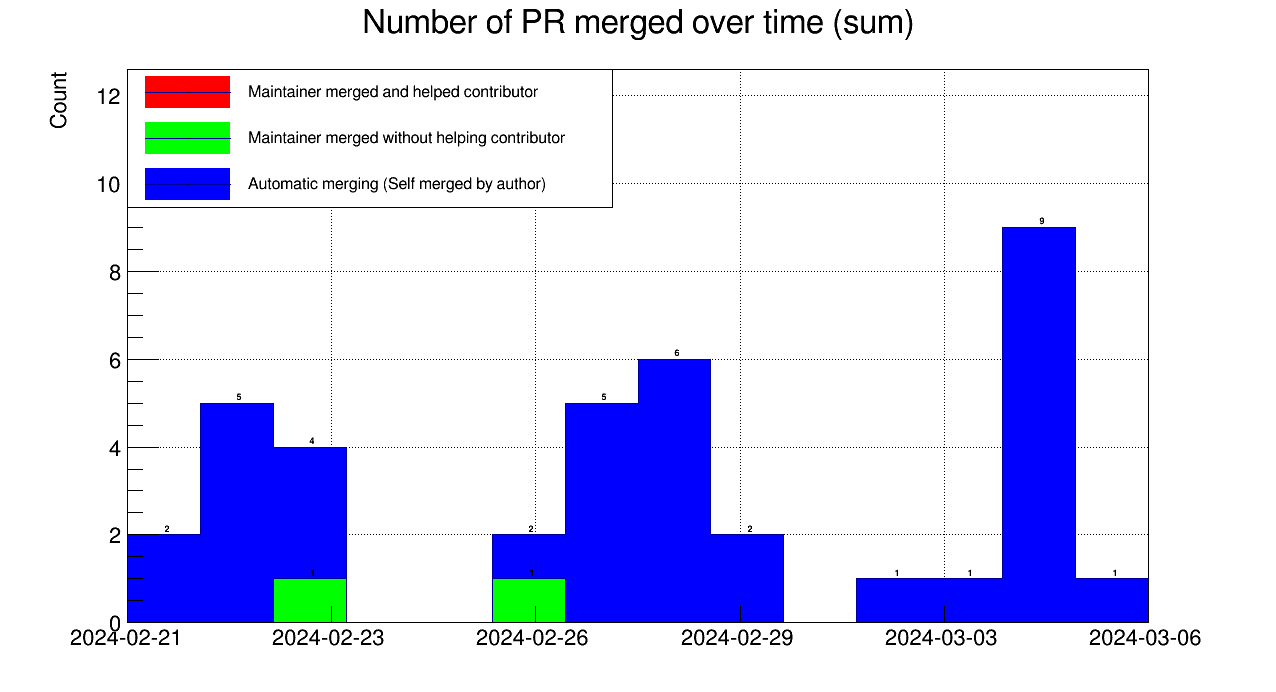 Number of PR merged over time (sum)
Count
Maintainer merged and helped contributor
Maintainer merged without helping contributor
Automatic merging (Self merged by author)
12
10
8
6
4
2
0
2 5 4 1 2 1 5 6 2 1 1 9 1
2024-02-21 2024-02-23 2024-02-26 2024-02-29 2024-03-03 2024-03-06